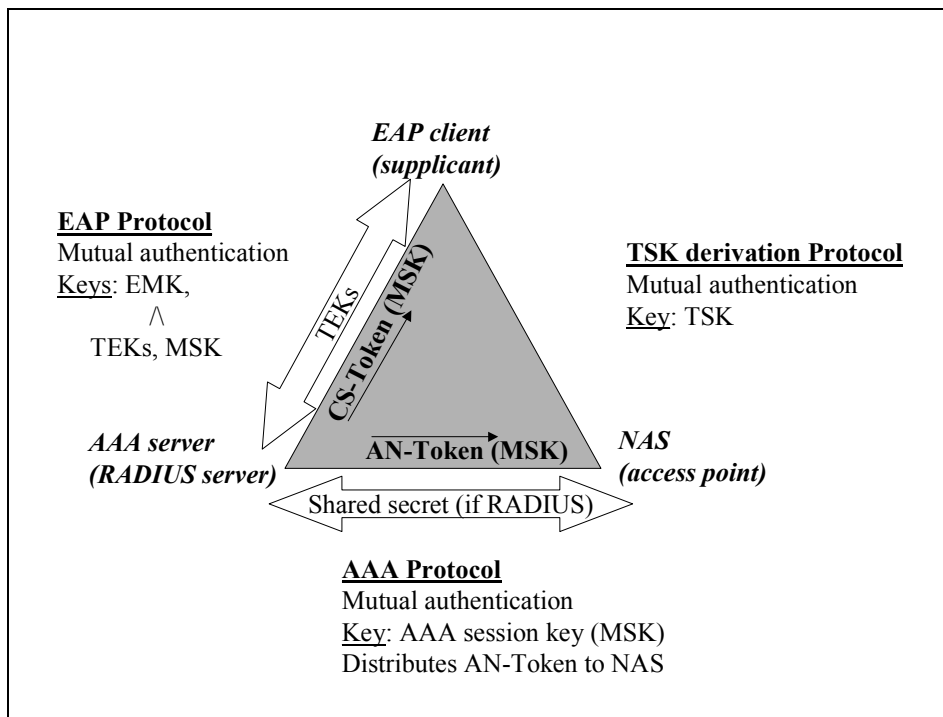 EAP client
(supplicant)
EAP Protocol
Mutual authentication
Keys: EMK,
/\
TEKs, MSK
TSK derivation Protocol
Mutual authentication
Key: TSK
TEKs
CS-Token (MSK)
AAA server
(RADIUS server)
AN-Token (MSK)
NAS
(access point)
Shared secret (if RADIUS)
AAA Protocol
Mutual authentication
Key: AAA session key (MSK)
Distributes AN-Token to NAS